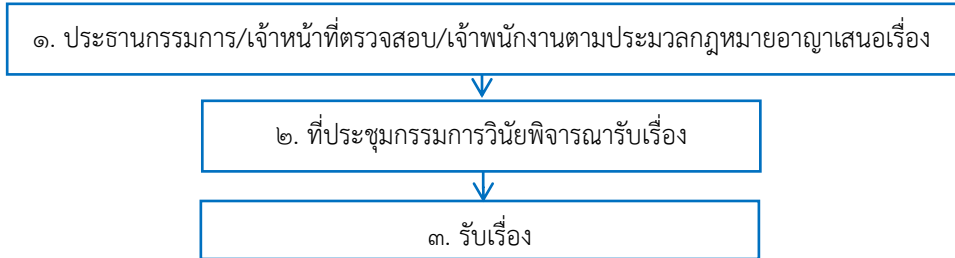 ๑. ประธานกรรมการ/เจ้าหน้าที่ตรวจสอบ/เจ้าพนักงานตามประมวลกฎหมายอาญาเสนอเรื่อง
๒. ที่ประชุมกรรมการวินัยพิจารณารับเรื่อง
๓. รับเรื่อง